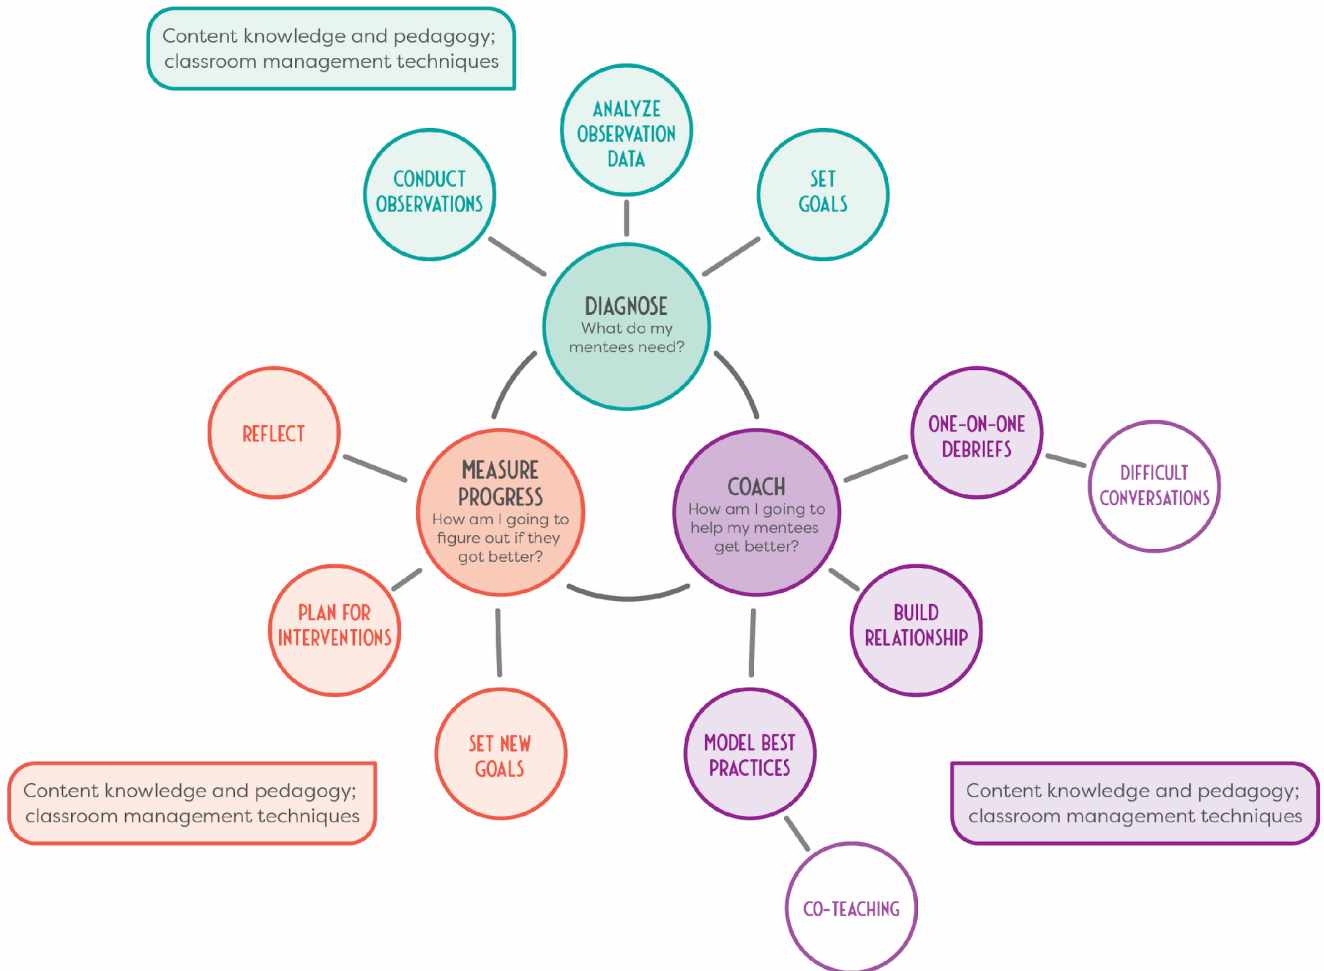 Content knowledge and pedagogy;
classroom management techniques
ANALYZE
OBSERVATION
DATA
CONDUCT
OBSERVATIONS
SET
GOALS
DIAGNOSE
What do my
mentees need?
REFLECT
MEASURE
PROGRESS
How am I going to
figure out if they
got better?
COACH
How am I going to
help my mentees
get better?
ONE-ON-ONE
DEBRIEFS
DIFFICULT
CONVERSATIONS
PLAN FOR
INTERVENTIONS
BUILD
RELATIONSHIP
SET NEW
GOALS
MODEL BEST
PRACTICES
Content knowledge and pedagogy;
classroom management techniques
Content knowledge and pedagogy;
classroom management techniques
CO-TEACHING